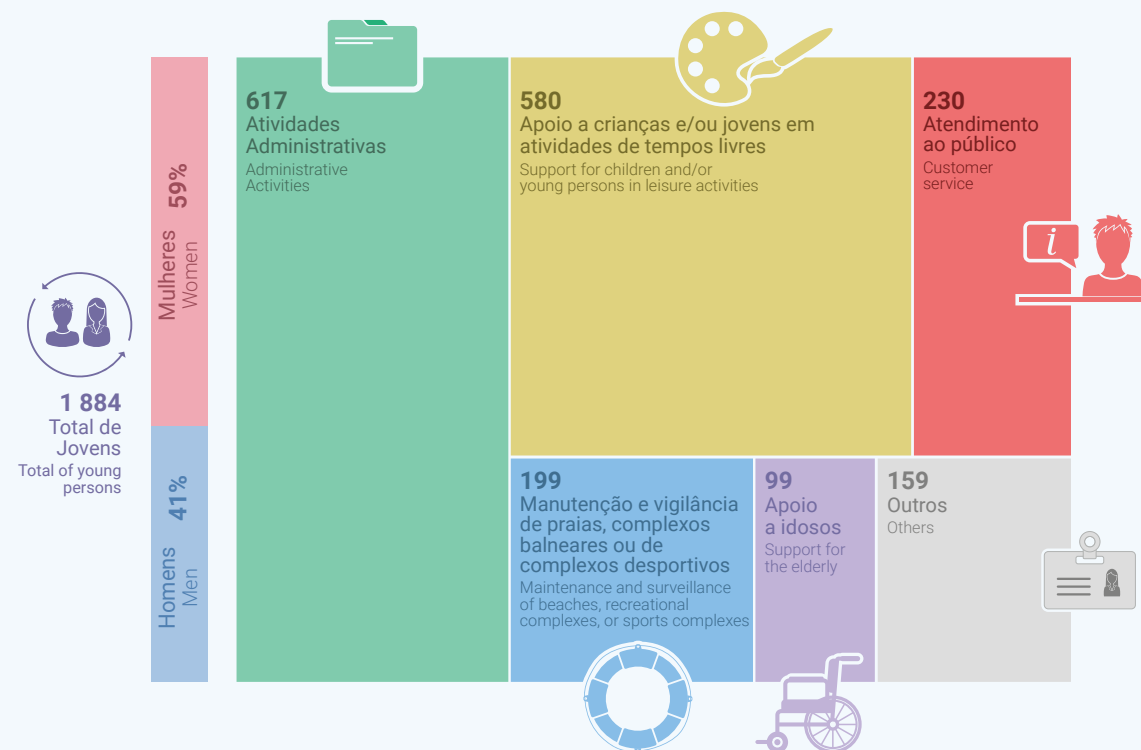 1 884
Total de
Jovens
Total of young
persons
Mulheres 59%
Women
Homens 41%
Men
617
Atividades
Administrativas
Administrative
Activities
580
Apoio a crianças e/ou jovens em
atividades de tempos livres
Support for children and/or
young persons in leisure activities
230
Atendimento
ao público
Customer
service
i
199
Manutenção e vigilância
de praias, complexos
balneares ou de
complexos desportivos
Maintenance and surveillance
of beaches, recreational
complexes, or sports complexes
99
Apoio
a idosos
Support for
the elderly
159
Outros
Others